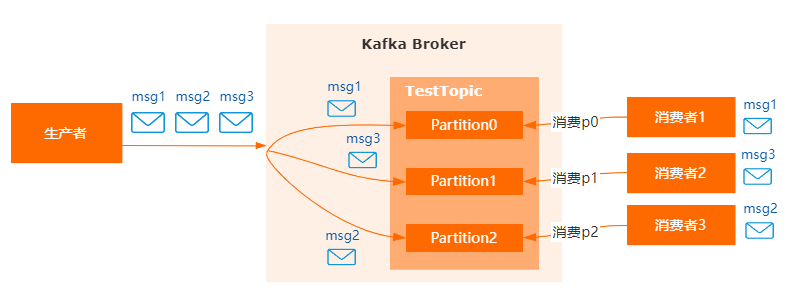 Kafka Broker
msg1 msg2 msg3
生产者
msg1
msg3
msg2
TestTopic
Partition0
Partition1
Partition2
消费p0
消费p1
消费p2
消费者1
msg1
消费者2
msg3
消费者3
msg2